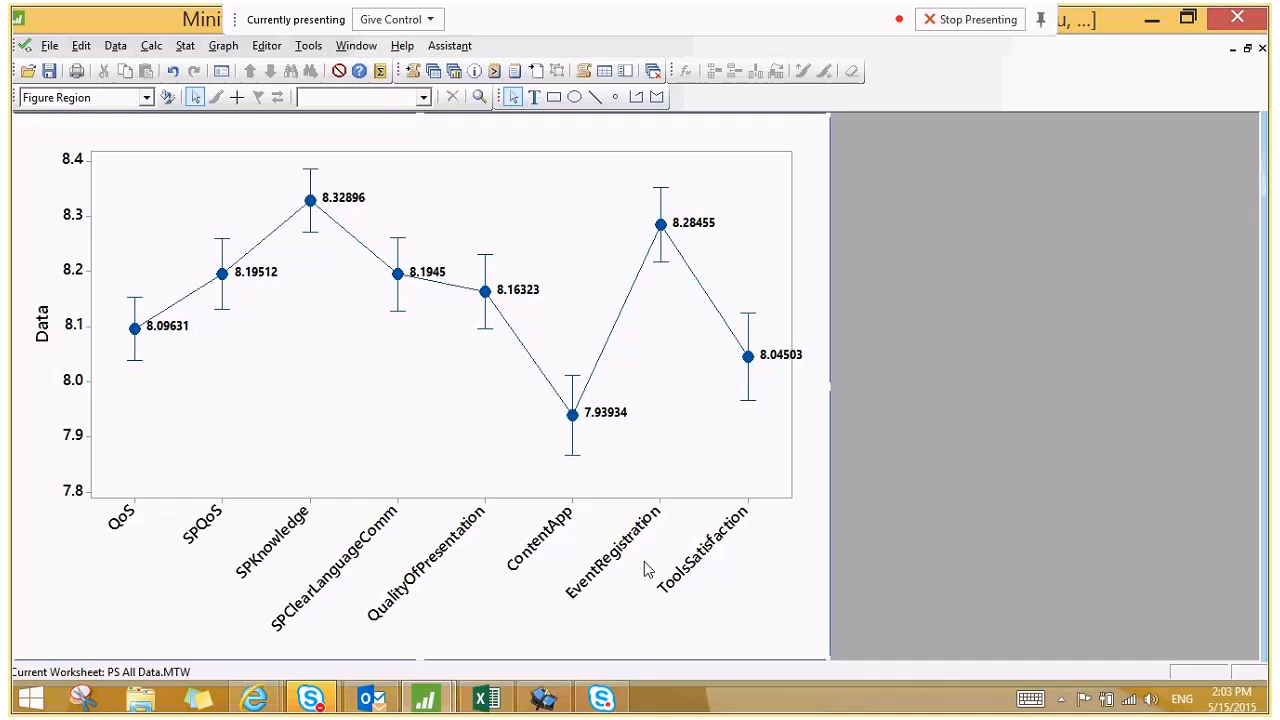 Mini
Currently presenting
Give Control
Stop Presenting
u, ...]
File Edit Data Calc Stat Graph Editor Tools Window Help Assistant
Figure Region
8.4
8.3
8.2
8.1
8.0
7.9
7.8
Data
8.09631
8.19512
8.32896
8.1945
8.16323
7.93934
8.28455
8.04503
QoS
SPQoS
SPKnowledge
SPClearLanguageComm
QualityOfPresentation
ContentApp
EventRegistration
ToolsSatisfaction
Current Worksheet: PS All Data.MTW
ENG
2:03 PM
5/15/2015